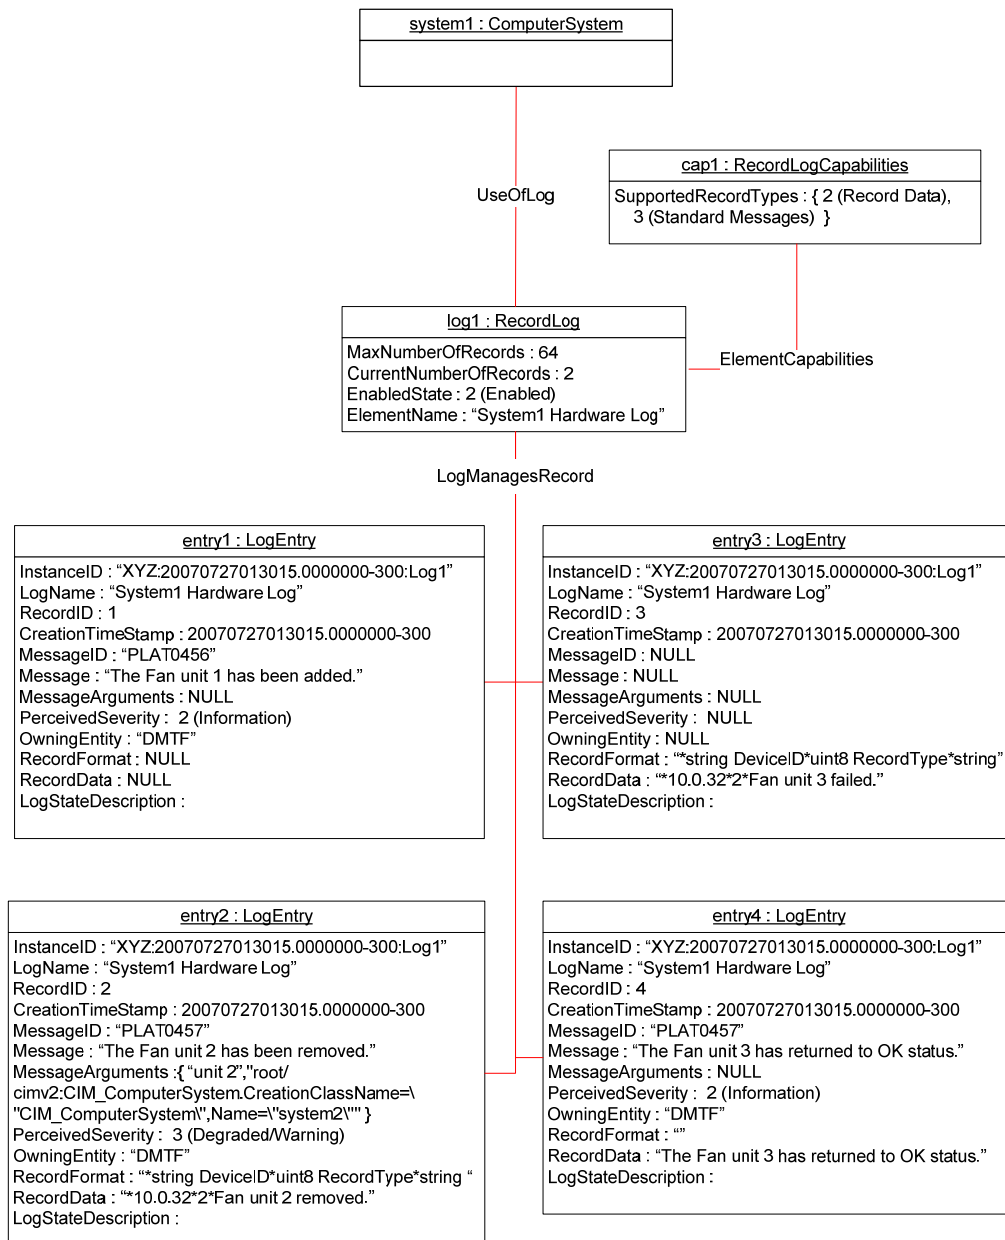 system1 : ComputerSystem
UseOfLog
cap1 : RecordLogCapabilities
SupportedRecordTypes : { 2 (Record Data),
3 (Standard Messages) }
ElementCapabilities
log1 : RecordLog
MaxNumberOfRecords : 64
CurrentNumberOfRecords : 2
EnabledState : 2 (Enabled)
ElementName : “System1 Hardware Log”
LogManagesRecord
entry1 : LogEntry
InstanceID : “XYZ:20070727013015.0000000-300:Log1”
LogName : “System1 Hardware Log”
RecordID : 1
CreationTimeStamp : 20070727013015.0000000-300
MessageID : “PLAT0456”
Message : “The Fan unit 1 has been added.”
MessageArguments : NULL
PerceivedSeverity : 2 (Information)
OwningEntity : “DMTF”
RecordFormat : NULL
RecordData : NULL
LogStateDescription :
entry3 : LogEntry
InstanceID : “XYZ:20070727013015.0000000-300:Log1”
LogName : “System1 Hardware Log”
RecordID : 3
CreationTimeStamp : 20070727013015.0000000-300
MessageID : NULL
Message : NULL
MessageArguments : NULL
PerceivedSeverity : NULL
OwningEntity : NULL
RecordFormat : “*string DeviceID*uint8 RecordType*string”
RecordData : “*10.0.32*2*Fan unit 3 failed.”
LogStateDescription :
entry2 : LogEntry
InstanceID : “XYZ:20070727013015.0000000-300:Log1”
LogName : “System1 Hardware Log”
RecordID : 2
CreationTimeStamp : 20070727013015.0000000-300
MessageID : “PLAT0457”
Message : “The Fan unit 2 has been removed.”
MessageArguments :{ “unit 2”,"root/
cimv2:CIM_ComputerSystem.CreationClassName=\
"CIM_ComputerSystem\",Name=\"system2\"" }
PerceivedSeverity : 3 (Degraded/Warning)
OwningEntity : “DMTF”
RecordFormat : “*string DeviceID*uint8 RecordType*string “
RecordData : “*10.0.32*2*Fan unit 2 removed.”
LogStateDescription :
entry4 : LogEntry
InstanceID : “XYZ:20070727013015.0000000-300:Log1”
LogName : “System1 Hardware Log”
RecordID : 4
CreationTimeStamp : 20070727013015.0000000-300
MessageID : “PLAT0457”
Message : “The Fan unit 3 has returned to OK status.”
MessageArguments : NULL
PerceivedSeverity : 2 (Information)
OwningEntity : “DMTF”
RecordFormat : “”
RecordData : “The Fan unit 3 has returned to OK status.”
LogStateDescription :